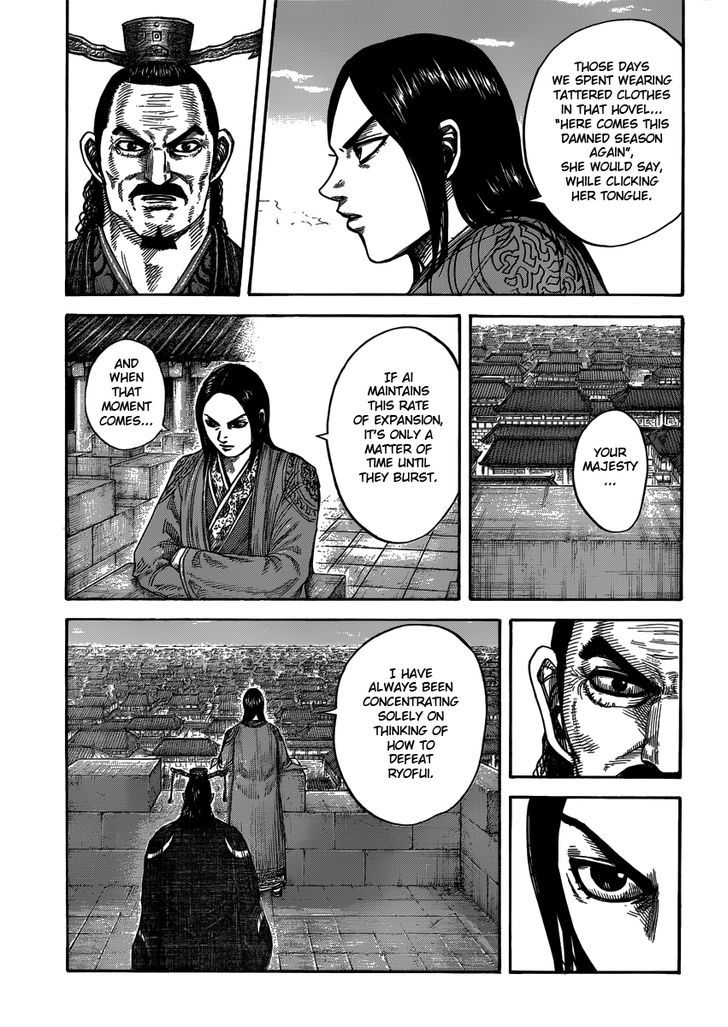 THOSE DAYS
WE SPENT WEARING
TATTERED CLOTHES
IN THAT HOVEL...
"HERE COMES THIS
DAMNED SEASON
AGAIN",
SHE WOULD SAY,
WHILE CLICKING
HER TONGUE.
YOUR
MAJESTY
...
IF AI
MAINTAINS
THIS RATE
OF EXPANSION,
IT'S ONLY A
MATTER OF
TIME UNTIL
THEY BURST.
AND
WHEN
THAT
MOMENT
COMES...
I HAVE
ALWAYS BEEN
CONCENTRATING
SOLELY ON
THINKING OF
HOW TO
DEFEAT
RYOFUI.